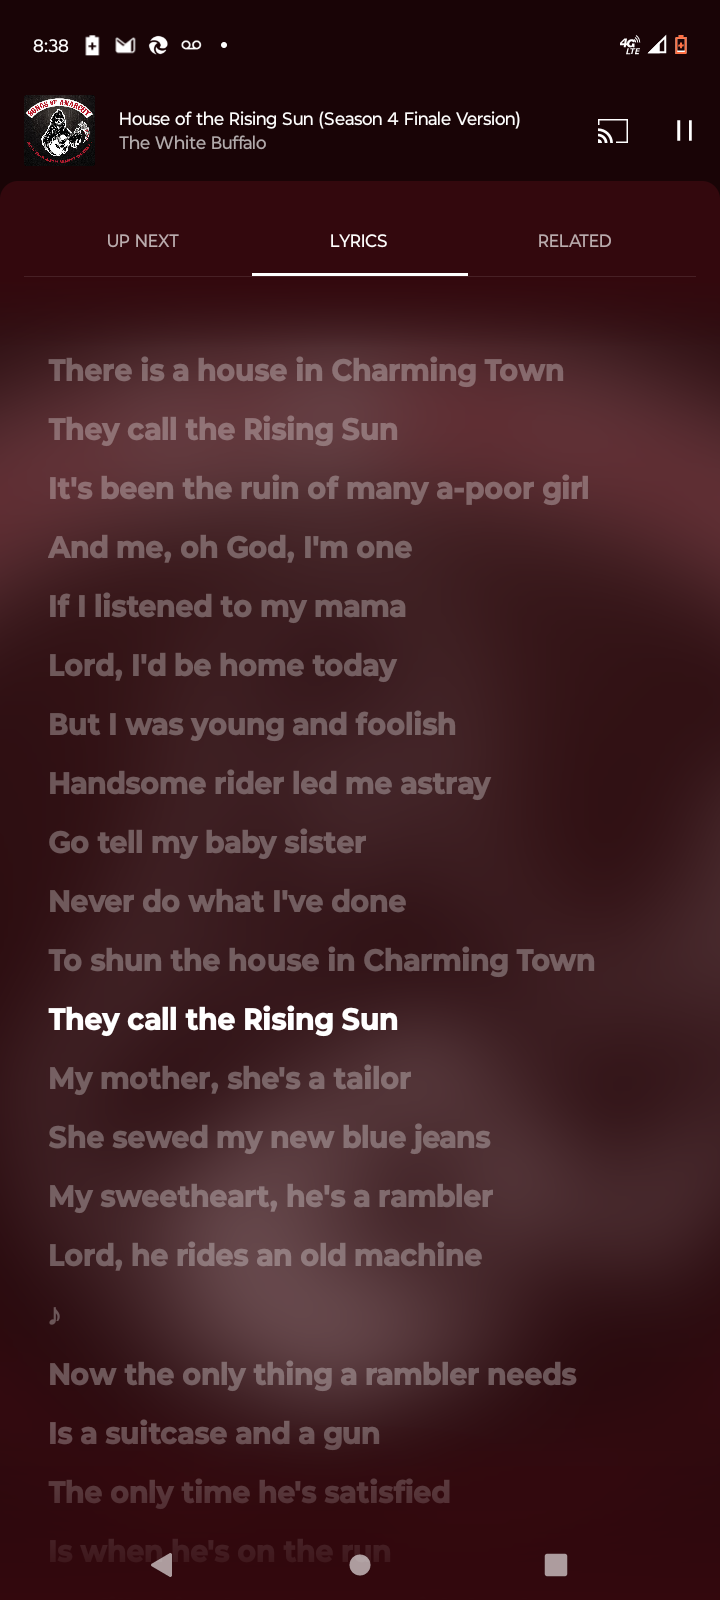 8:38
4G
LTE
SONGS OF ANARCHY
House of the Rising Sun (Season 4 Finale Version)
The White Buffalo
UP NEXT
LYRICS
RELATED
There is a house in Charming Town
They call the Rising Sun
It's been the ruin of many a-poor girl
And me, oh God, I'm one
If I listened to my mama
Lord, I'd be home today
But I was young and foolish
Handsome rider led me astray
Go tell my baby sister
Never do what I've done
To shun the house in Charming Town
They call the Rising Sun
My mother, she's a tailor
She sewed my new blue jeans
My sweetheart, he's a rambler
Lord, he rides an old machine
♪
Now the only thing a rambler needs
Is a suitcase and a gun
The only time he's satisfied
Is when he's on the run